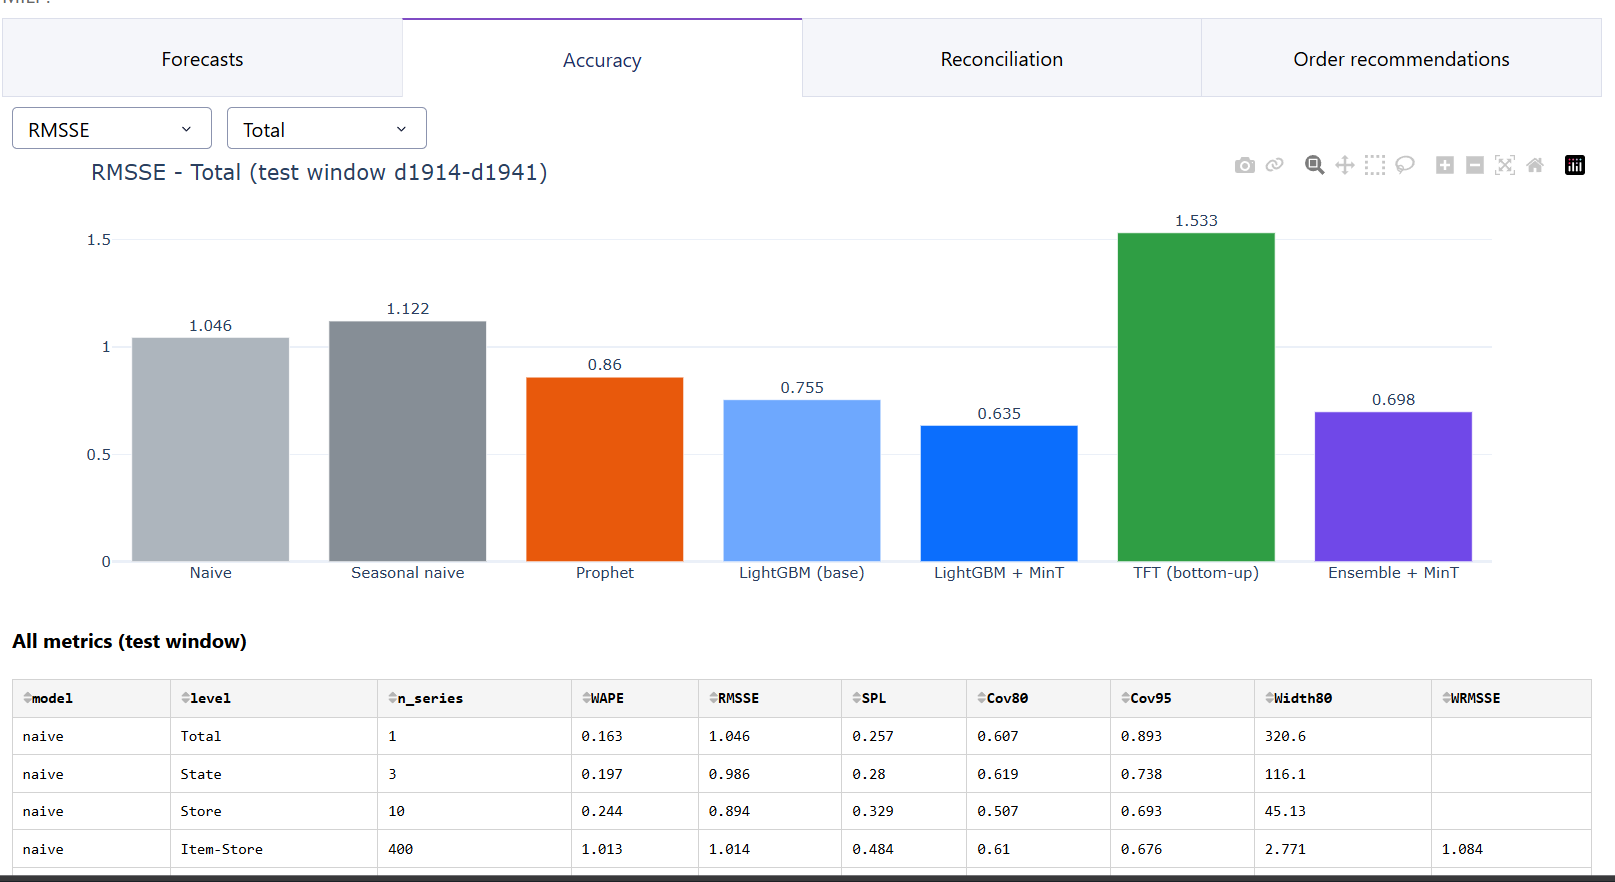 Forecasts Accuracy Reconciliation Order recommendations
RMSSE Total
RMSSE - Total (test window d1914-d1941)
1.533
1.5
1.122
1.046
1
0.86
0.755
0.698
0.635
0.5
0
Naive Seasonal naive Prophet LightGBM (base) LightGBM + MinT TFT (bottom-up) Ensemble + MinT
All metrics (test window)
model level n_series WAPE RMSSE SPL Cov80 Cov95 Width80 WRMSSE
naive Total 1 0.163 1.046 0.257 0.607 0.893 320.6
naive State 3 0.197 0.986 0.28 0.619 0.738 116.1
naive Store 10 0.244 0.894 0.329 0.507 0.693 45.13
naive Item-Store 400 1.013 1.014 0.484 0.61 0.676 2.771 1.084